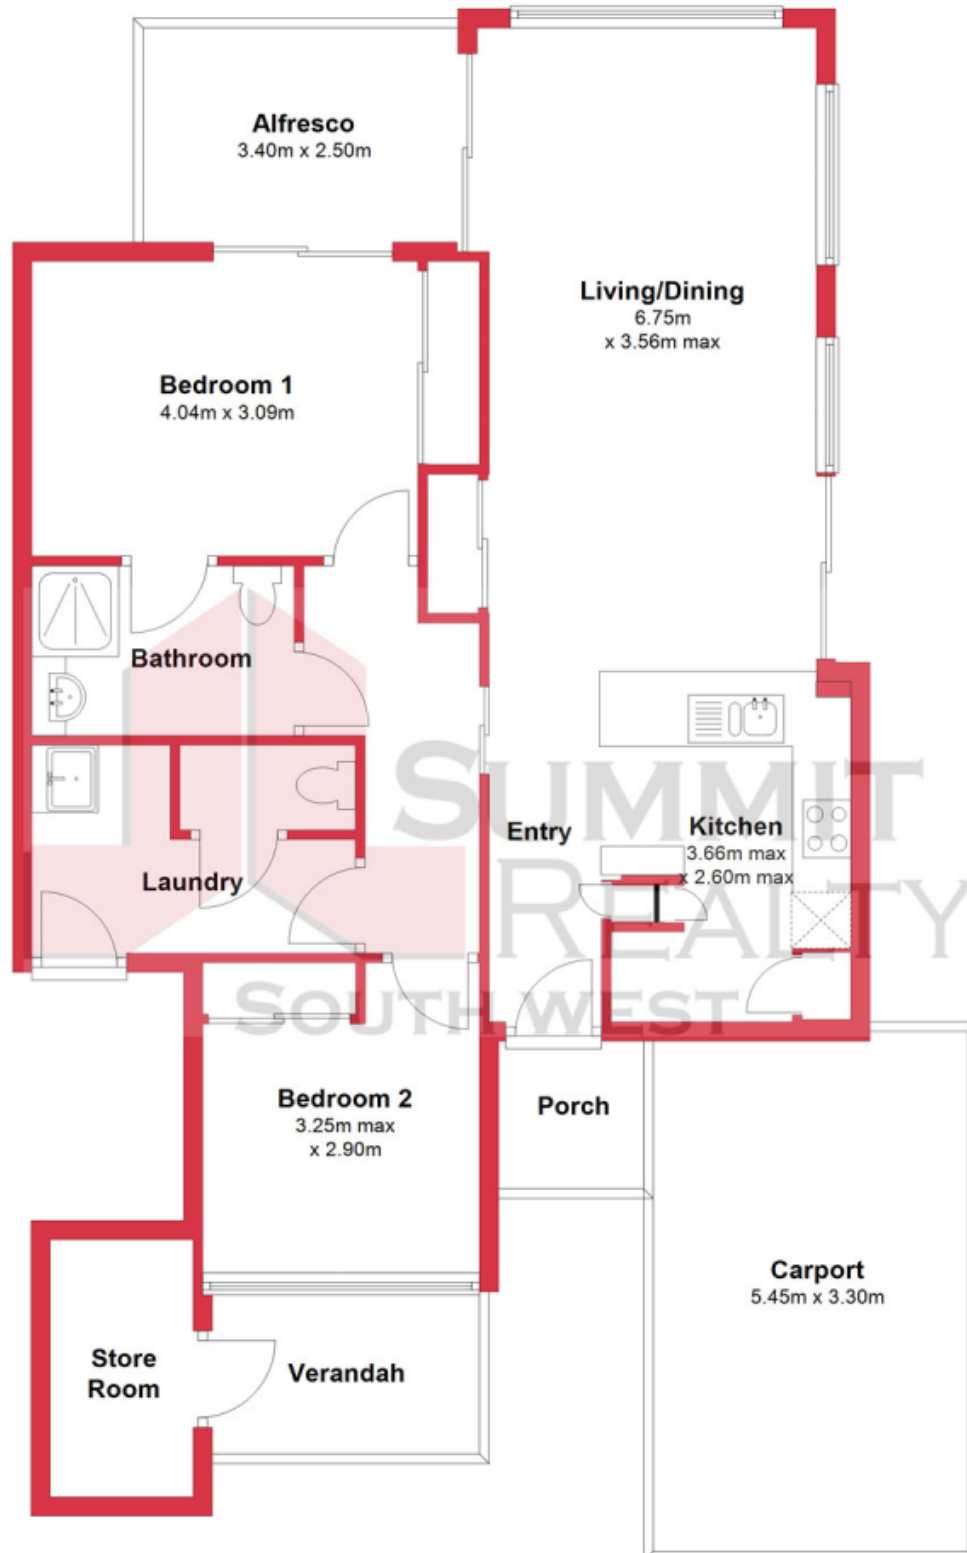 Alfresco
3.40m x 2.50m
Living/Dining
6.75m
x 3.56m max
Bedroom 1
4.04m x 3.09m
Bathroom
SUMMIT
Entry
Kitchen
3.66m max
x 2.60m max
Laundry
REALTY
SOUTH WEST
Bedroom 2
3.25m max
x 2.90m
Porch
Carport
5.45m x 3.30m
Store
Room
Verandah